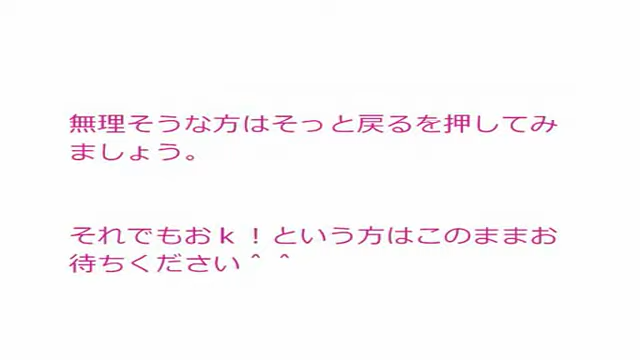 無理そうな方はそっと戻るを押してみ
ましょう。
それでもおｋ！という方はこのままお
待ちください＾＾